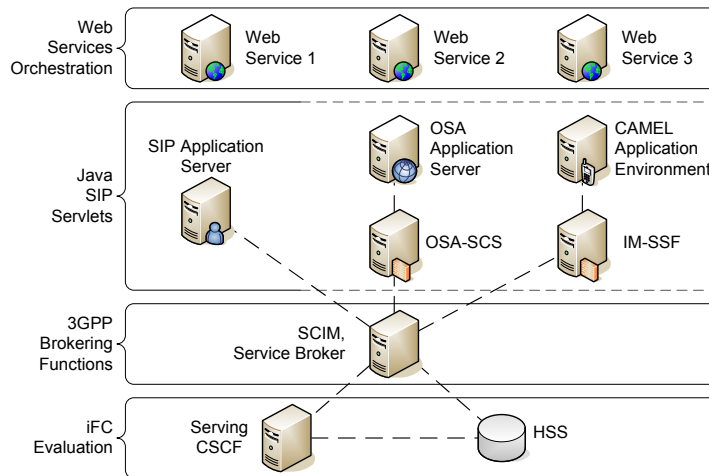 Web
Services
Orchestration
Web
Service 1
Web
Service 2
Web
Service 3
Java
SIP
Servlets
SIP Application
Server
OSA
Application
Server
CAMEL
Application
Environment
OSA-SCS
IM-SSF
3GPP
Brokering
Functions
SCIM,
Service Broker
iFC
Evaluation
Serving
CSCF
HSS